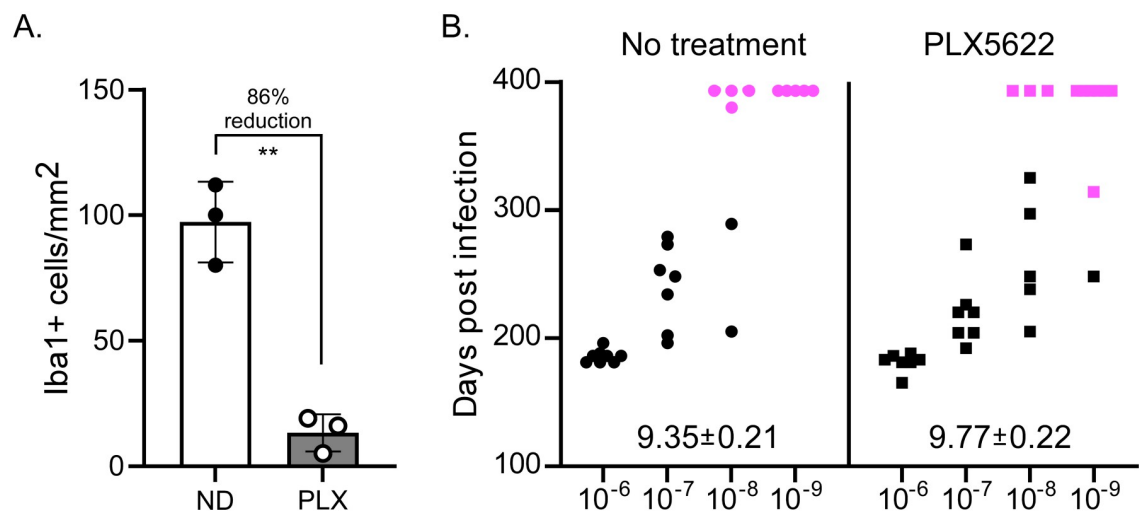 A.
Iba1+ cells/mm2
150
100
50
0
86%
reduction
**
ND
PLX
B.
No treatment
PLX5622
Days post infection
400
300
200
100
9.35±0.21
9.77±0.22
10-6 10-7 10-8 10-9
10-6 10-7 10-8 10-9